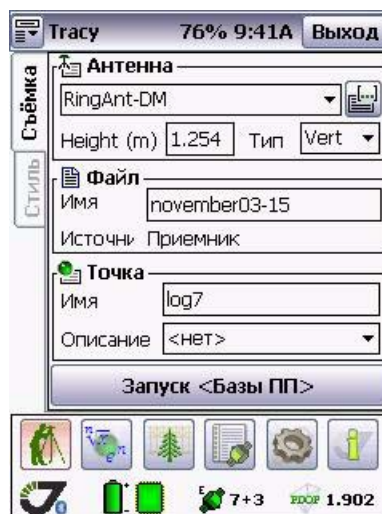 Tracy 76% 9:41A Выход
Съёмка
Стиль
Антенна
RingAnt-DM
Height (m) 1.254 Тип Vert
Файл
Имя november03-15
Источни Приемник
Точка
Имя log7
Описание <нет>
Запуск <Базы ПП>
0 7+3 PDOP 1.902